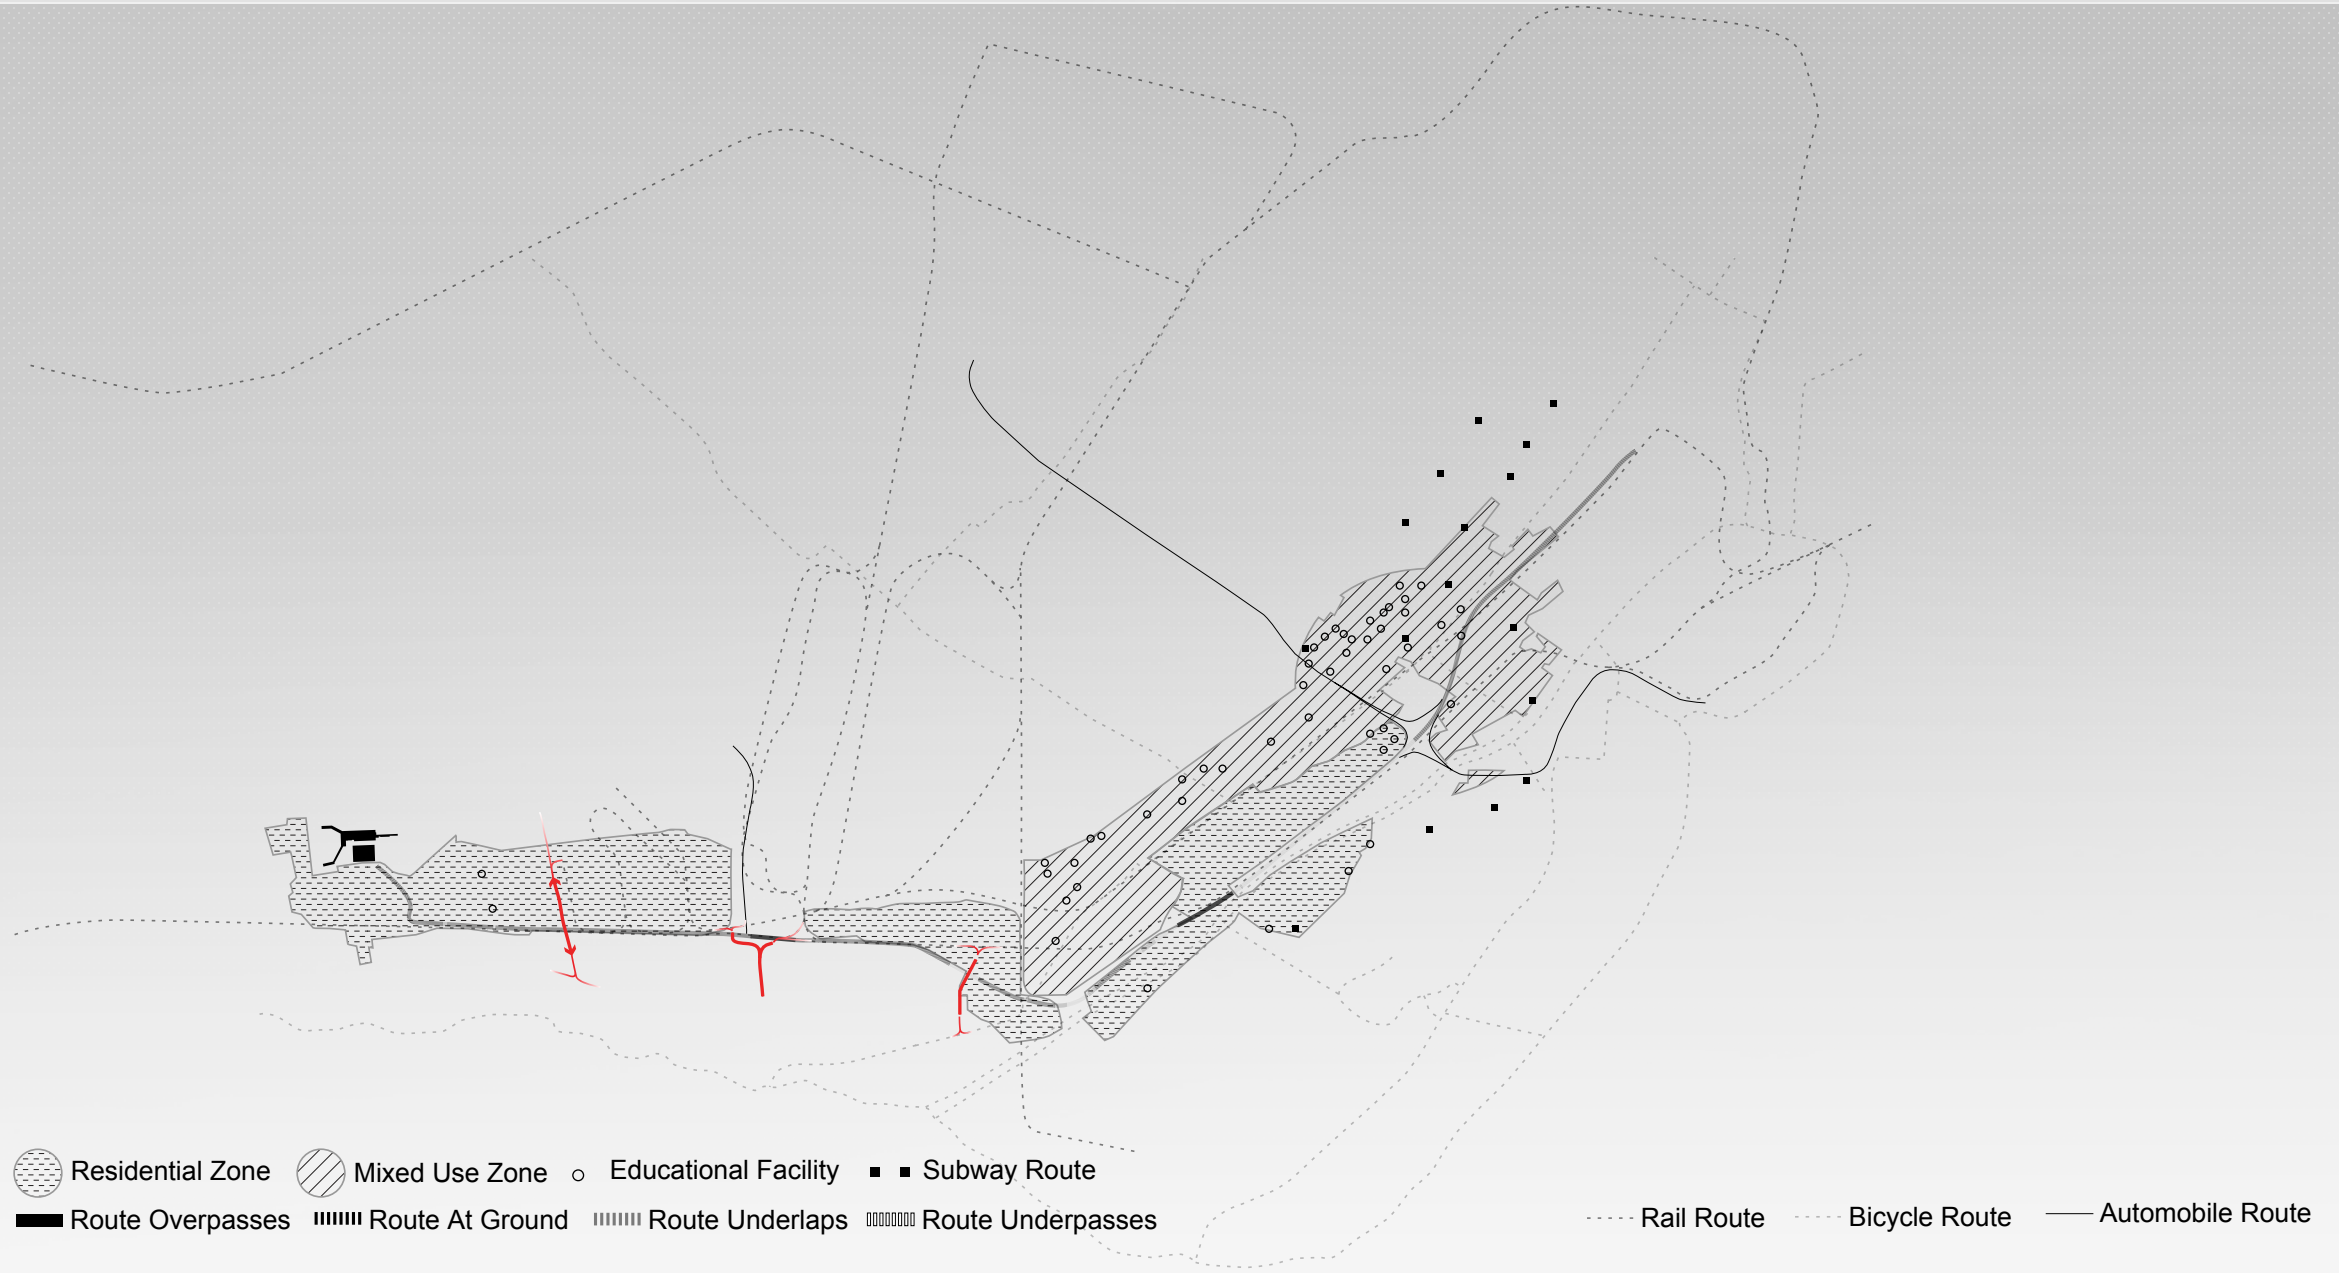 Residential Zone
Mixed Use Zone
Educational Facility
Subway Route
Route Overpasses
Route At Ground
Route Underlaps
Route Underpasses
Rail Route
Bicycle Route
Automobile Route